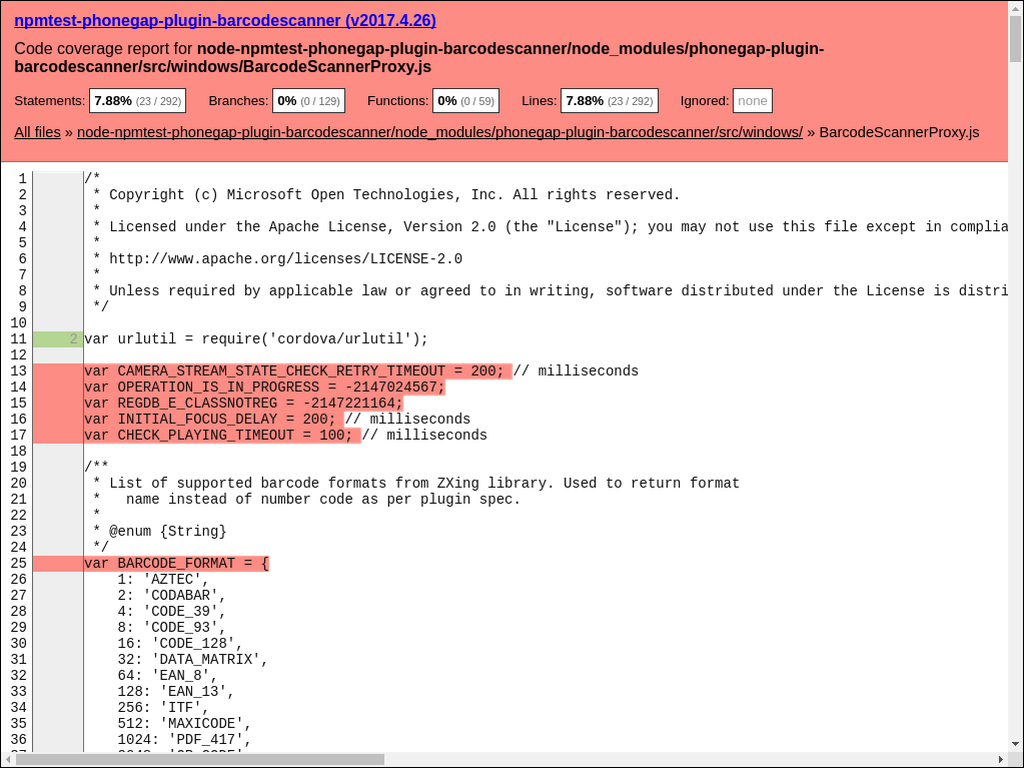 npmtest-phonegap-plugin-barcodescanner (v2017.4.26)
Code coverage report for node-npmtest-phonegap-plugin-barcodescanner/node_modules/phonegap-plugin-
barcodescanner/src/windows/BarcodeScannerProxy.js
Statements: 7.88% (23 / 292) Branches: 0% (0 / 129) Functions: 0% (0 / 59) Lines: 7.88% (23 / 292) Ignored: none
All files » node-npmtest-phonegap-plugin-barcodescanner/node_modules/phonegap-plugin-barcodescanner/src/windows/ » BarcodeScannerProxy.js
1 /*
2 * Copyright (c) Microsoft Open Technologies, Inc. All rights reserved.
3 *
4 * Licensed under the Apache License, Version 2.0 (the "License"); you may not use this file except in complia
5 *
6 * http://www.apache.org/licenses/LICENSE-2.0
7 *
8 * Unless required by applicable law or agreed to in writing, software distributed under the License is distri
9 */
10
11 2 var urlutil = require('cordova/urlutil');
12
13 var CAMERA_STREAM_STATE_CHECK_RETRY_TIMEOUT = 200; // milliseconds
14 var OPERATION_IS_IN_PROGRESS = -2147024567;
15 var REGDB_E_CLASSNOTREG = -2147221164;
16 var INITIAL_FOCUS_DELAY = 200; // milliseconds
17 var CHECK_PLAYING_TIMEOUT = 100; // milliseconds
18
19 /**
20 * List of supported barcode formats from ZXing library. Used to return format
21 *   name instead of number code as per plugin spec.
22 *
23 * @enum {String}
24 */
25 var BARCODE_FORMAT = {
26 1: 'AZTEC',
27 2: 'CODABAR',
28 4: 'CODE_39',
29 8: 'CODE_93',
30 16: 'CODE_128',
31 32: 'DATA_MATRIX',
32 64: 'EAN_8',
33 128: 'EAN_13',
34 256: 'ITF',
35 512: 'MAXICODE',
36 1024: 'PDF_417',